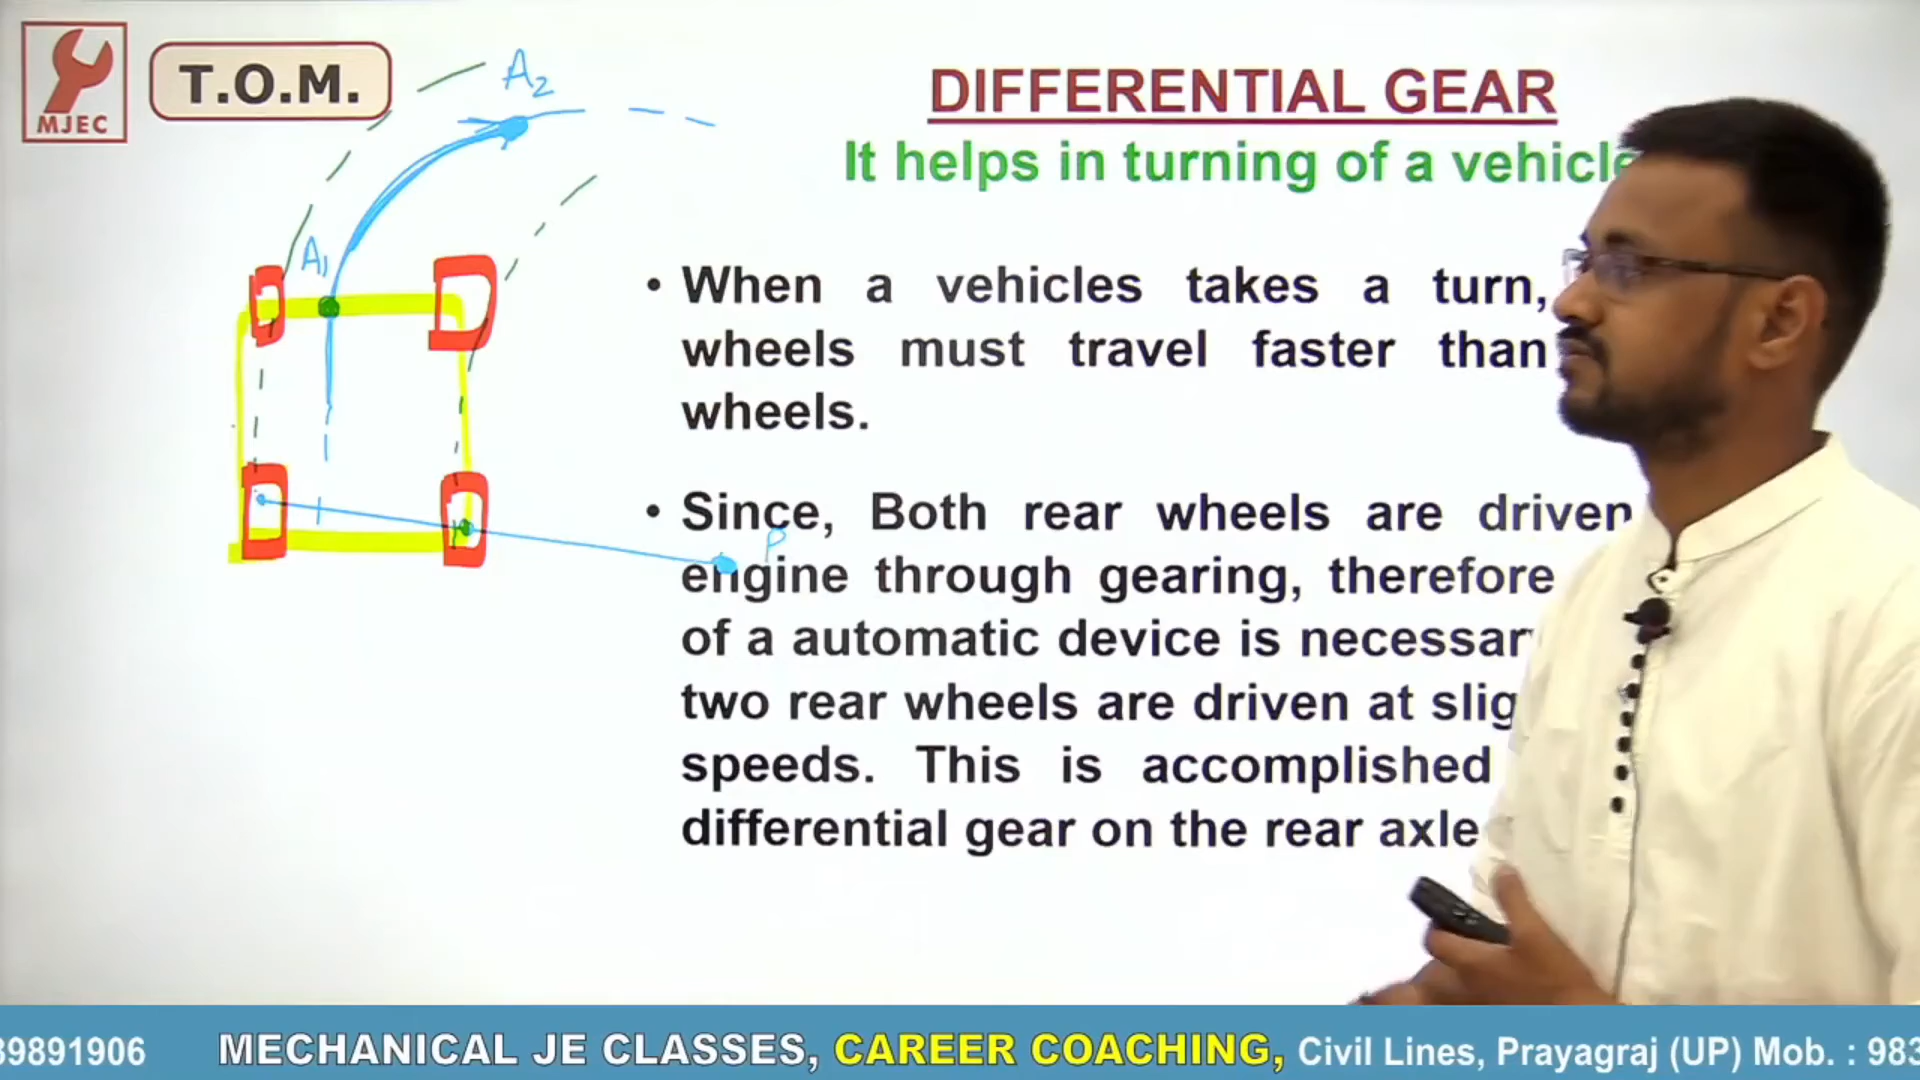 MJEC
T.O.M.
A2
A1
P
DIFFERENTIAL GEAR
It helps in turning of a vehicle
• When a vehicles takes a turn,
wheels must travel faster than
wheels.
• Since, Both rear wheels are driven
engine through gearing, therefore
of a automatic device is necessary
two rear wheels are driven at slig
speeds. This is accomplished
differential gear on the rear axle
39891906 MECHANICAL JE CLASSES, CAREER COACHING, Civil Lines, Prayagraj (UP) Mob. : 983